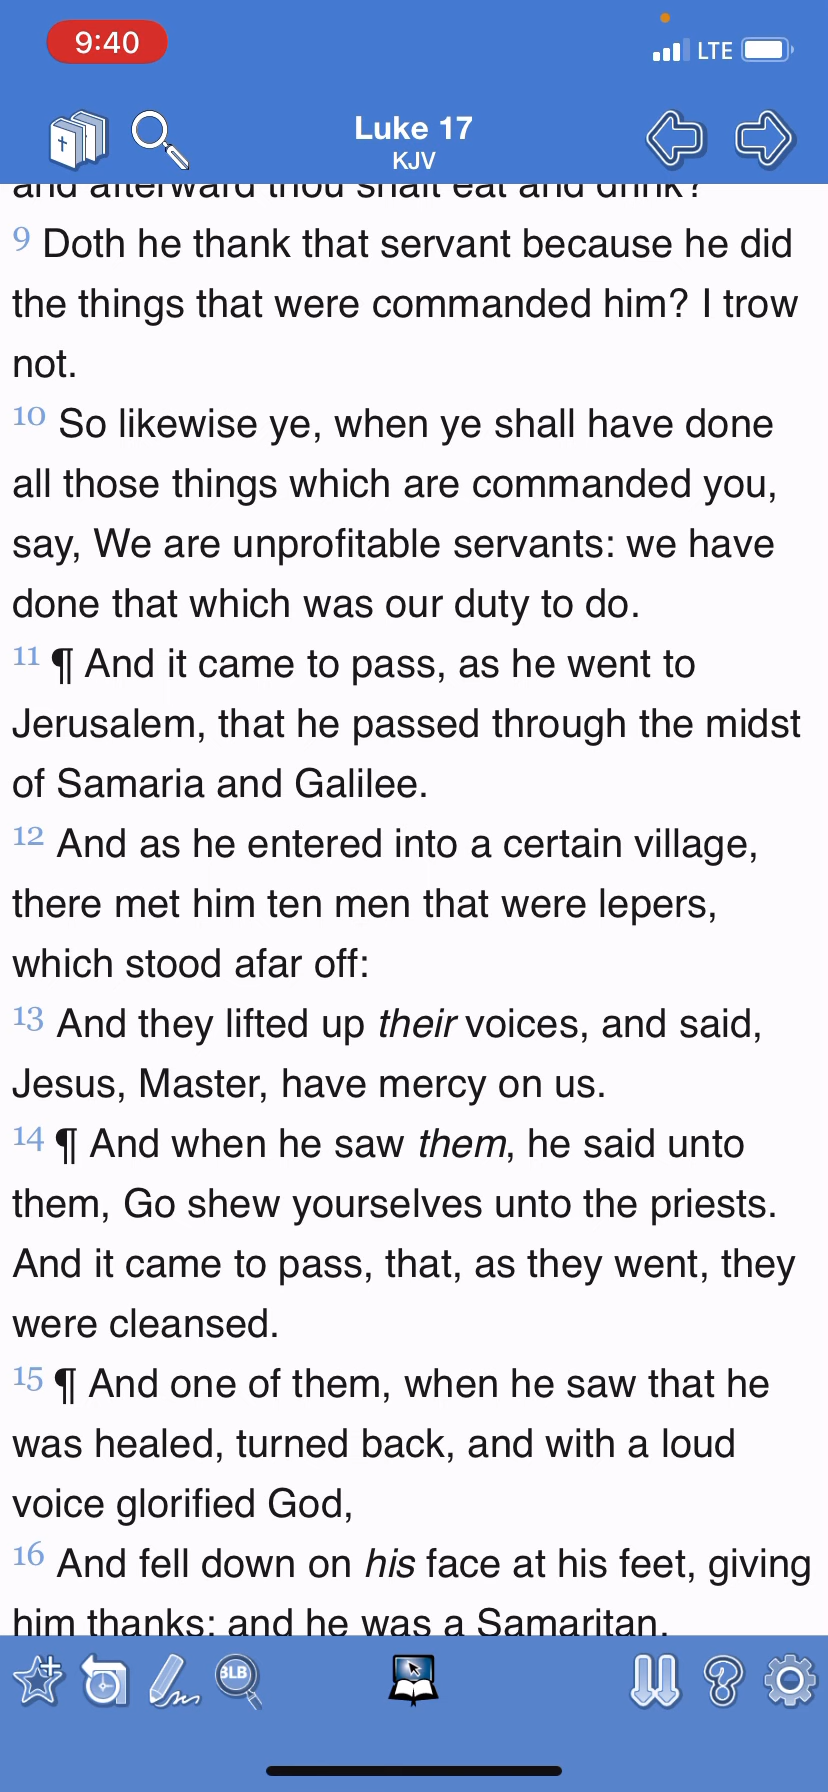 9:40
LTE
Luke 17
KJV
and afterward thou shalt eat and drink?
9 Doth he thank that servant because he did
the things that were commanded him? I trow
not.
10 So likewise ye, when ye shall have done
all those things which are commanded you,
say, We are unprofitable servants: we have
done that which was our duty to do.
11 ¶ And it came to pass, as he went to
Jerusalem, that he passed through the midst
of Samaria and Galilee.
12 And as he entered into a certain village,
there met him ten men that were lepers,
which stood afar off:
13 And they lifted up their voices, and said,
Jesus, Master, have mercy on us.
14 ¶ And when he saw them, he said unto
them, Go shew yourselves unto the priests.
And it came to pass, that, as they went, they
were cleansed.
15 ¶ And one of them, when he saw that he
was healed, turned back, and with a loud
voice glorified God,
16 And fell down on his face at his feet, giving
him thanks: and he was a Samaritan.
BLB